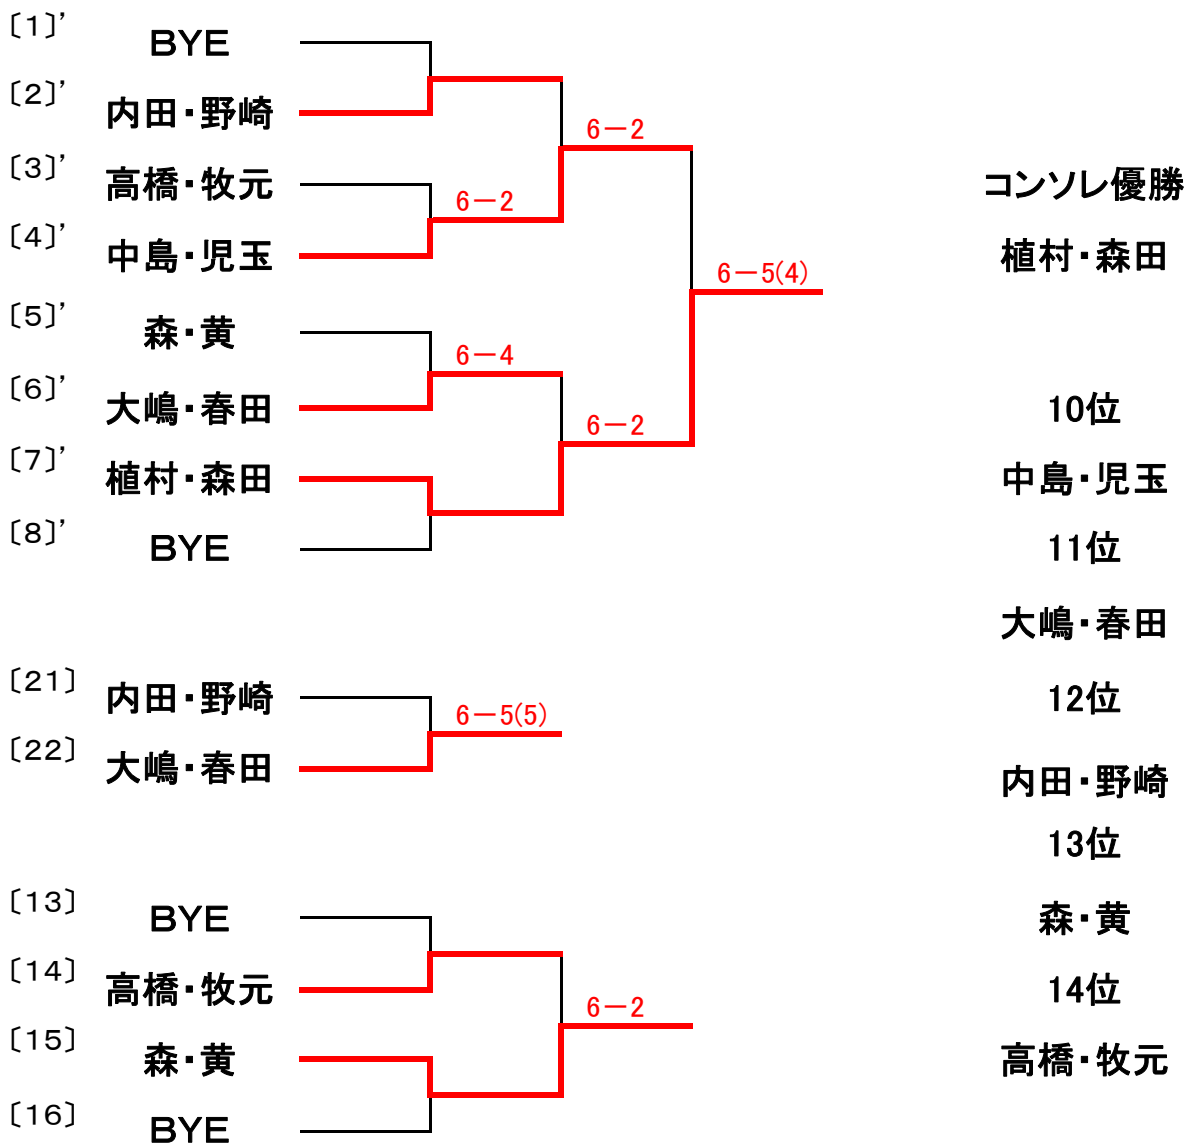 〔1〕’ BYE
〔2〕’ 内田・野崎
6－2
〔3〕’ 高橋・牧元
6－2
コンソレ優勝
〔4〕’ 中島・児玉
植村・森田
6－5(4)
〔5〕’ 森・黄
6－4
〔6〕’ 大嶋・春田
10位
6－2
〔7〕’ 植村・森田
中島・児玉
〔8〕’ BYE
11位
大嶋・春田
〔21〕 内田・野崎
12位
6－5(5)
〔22〕 大嶋・春田
内田・野崎
13位
〔13〕 BYE
森・黄
〔14〕 高橋・牧元
14位
6－2
〔15〕 森・黄
高橋・牧元
〔16〕 BYE